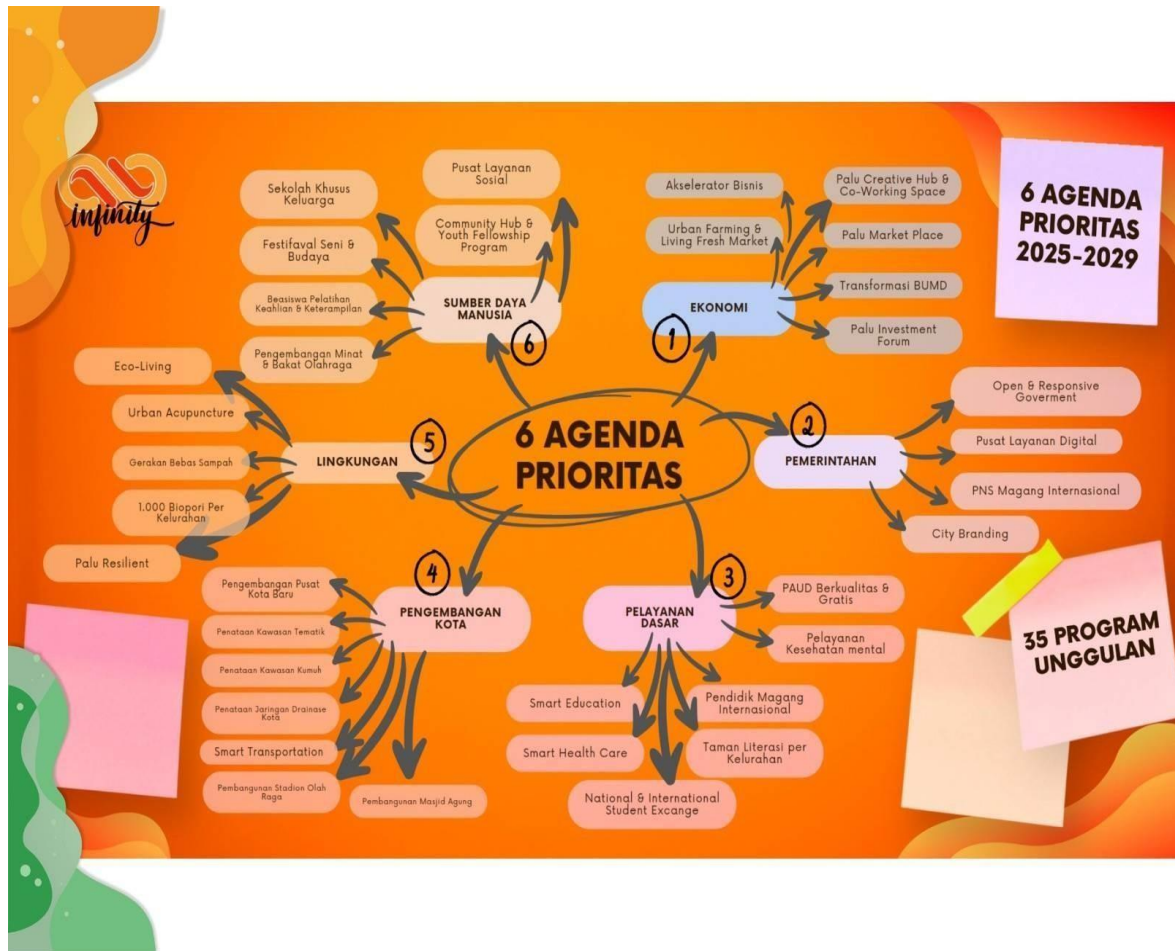 infinity
6 AGENDA
PRIORITAS
2025-2029
6 AGENDA
PRIORITAS
1
EKONOMI
Akselerator Bisnis
Urban Farming &
Living Fresh Market
Palu Creative Hub &
Co-Working Space
Palu Market Place
Transformasi BUMD
Palu Investment
Forum
2
PEMERINTAHAN
Open & Responsive
Goverment
Pusat Layanan Digital
PNS Magang Internasional
City Branding
3
PELAYANAN
DASAR
PAUD Berkualitas &
Gratis
Pelayanan
Kesehatan mental
Smart Education
Pendidik Magang
Internasional
Smart Health Care
Taman Literasi per
Kelurahan
National & International
Student Excange
4
PENGEMBANGAN
KOTA
Pengembangan Pusat
Kota Baru
Penataan Kawasan Tematik
Penataan Kawasan Kumuh
Penataan Jaringan Drainase
Kota
Smart Transportation
Pembangunan Stadion Olah
Raga
Pembangunan Masjid Agung
5
LINGKUNGAN
Eco-Living
Urban Acupuncture
Gerakan Bebas Sampah
1.000 Biopori Per
Kelurahan
Palu Resilient
6
SUMBER DAYA
MANUSIA
Pusat Layanan
Sosial
Community Hub &
Youth Fellowship
Program
Sekolah Khusus
Keluarga
Festifaval Seni &
Budaya
Beasiswa Pelatihan
Keahlian & Keterampilan
Pengembangan Minat
& Bakat Olahraga
35 PROGRAM
UNGGULAN